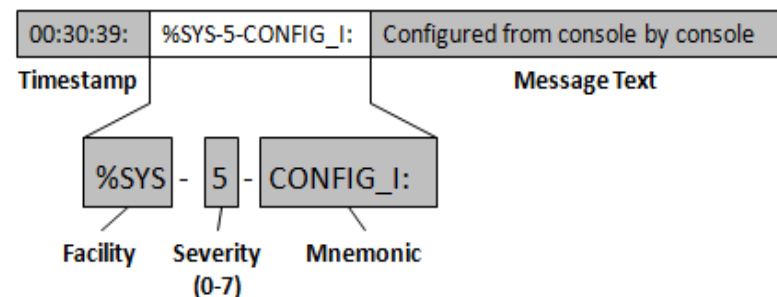 00:30:39: %SYS-5-CONFIG_I: Configured from console by console
Timestamp Message Text
%SYS - 5 - CONFIG_I:
Facility Severity Mnemonic
(0-7)